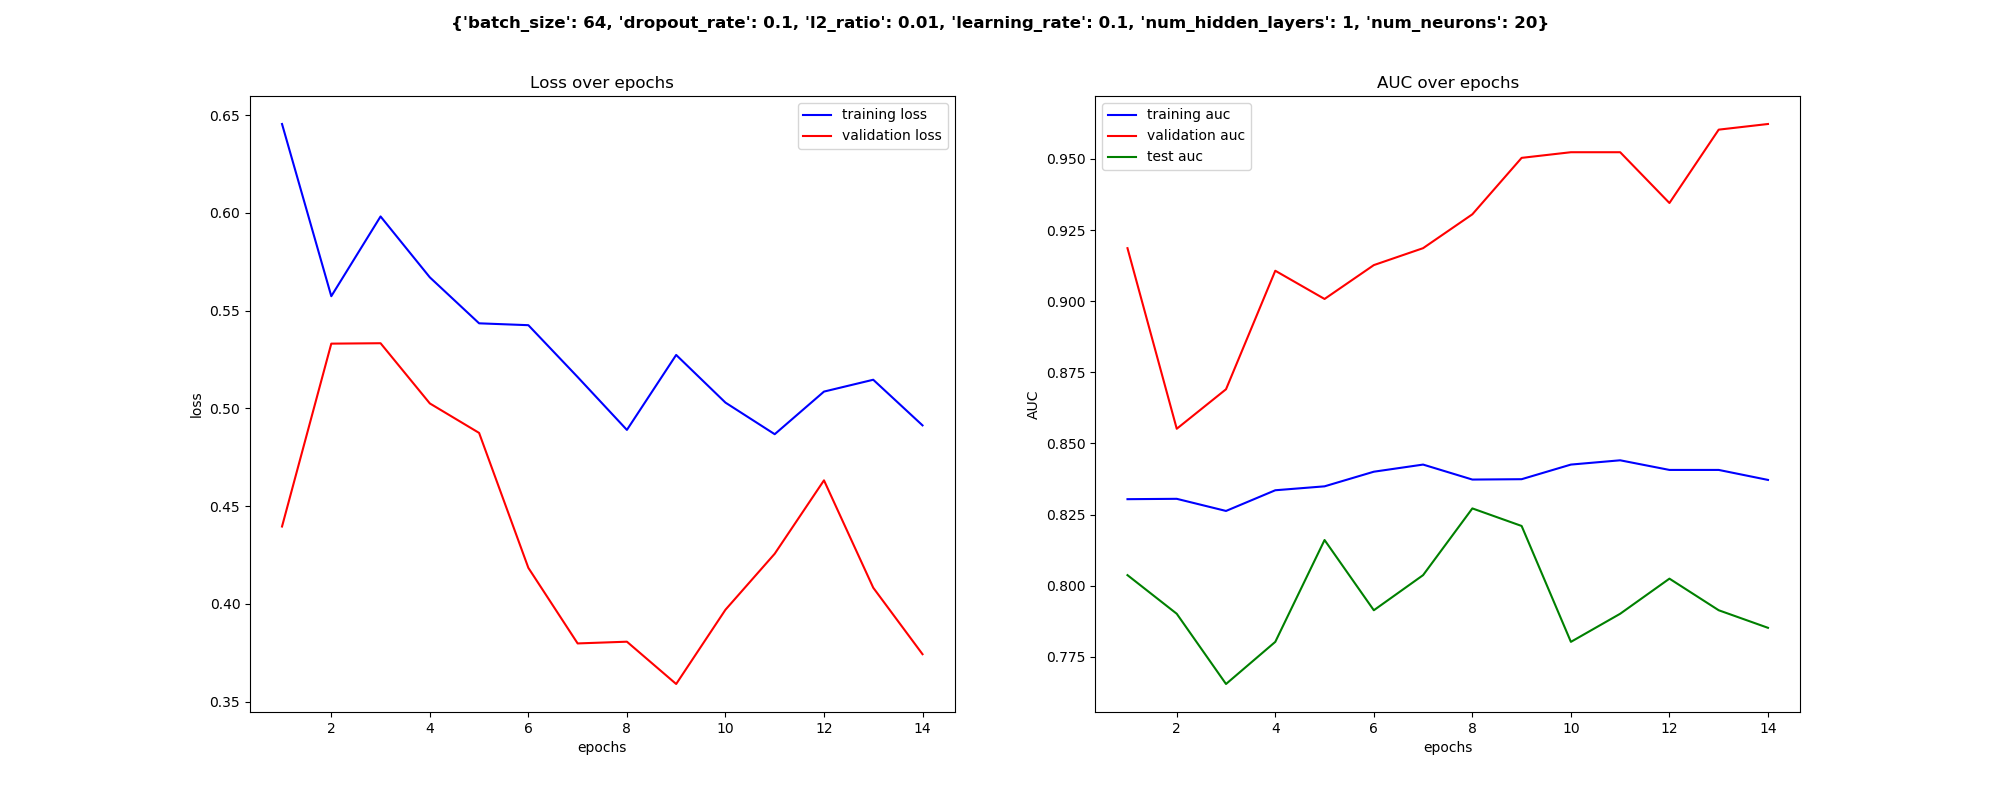 {'batch_size': 64, 'dropout_rate': 0.1, 'l2_ratio': 0.01, 'learning_rate': 0.1, 'num_hidden_layers': 1, 'num_neurons': 20}
Loss over epochs
training loss
validation loss
0.65
0.60
0.55
0.50
0.45
0.40
0.35
loss
2 4 6 8 10 12 14
epochs
AUC over epochs
training auc
validation auc
test auc
0.950
0.925
0.900
0.875
0.850
0.825
0.800
0.775
AUC
2 4 6 8 10 12 14
epochs